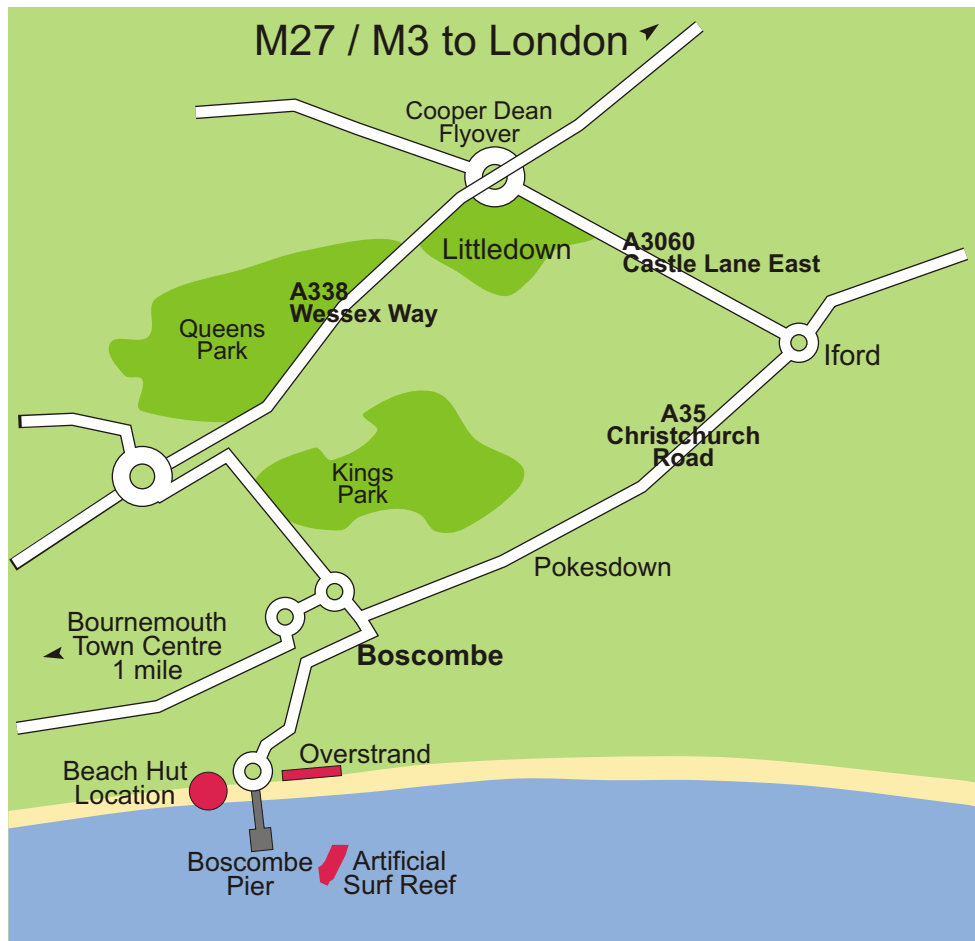 M27 / M3 to London
Cooper Dean
Flyover
Littledown
A3060
Castle Lane East
A338
Wessex Way
Queens
Park
Iford
A35
Christchurch
Road
Kings
Park
Pokesdown
Bournemouth
Town Centre
1 mile
Boscombe
Overstrand
Beach Hut
Location
Boscombe
Pier
Artificial
Surf Reef